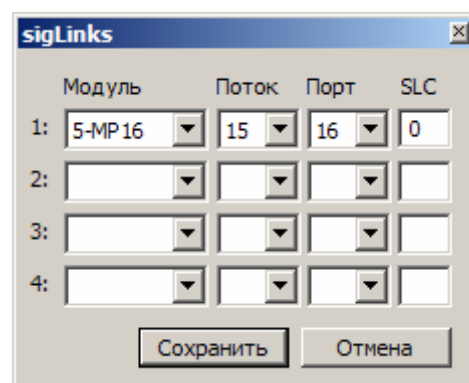 sigLinks
Модуль Поток Порт SLC
1: 5-MP16 15 16 0
2:
3:
4:
Сохранить Отмена